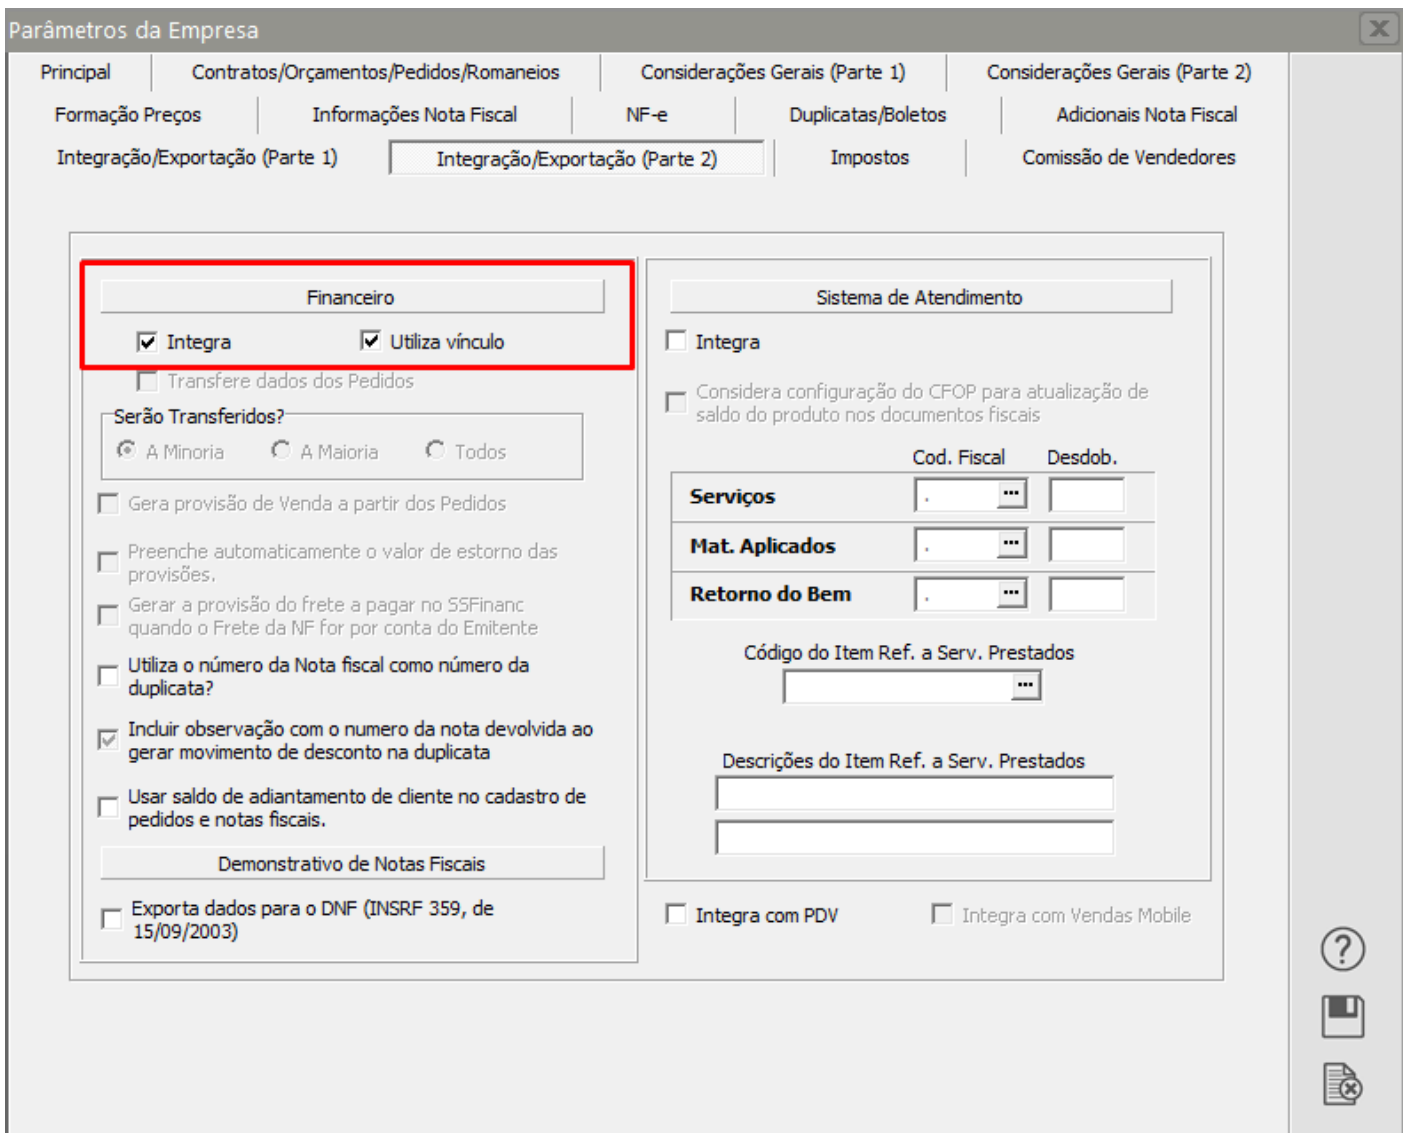 Parâmetros da Empresa
Principal
Contratos/Orçamentos/Pedidos/Romaneios
Considerações Gerais (Parte 1)
Considerações Gerais (Parte 2)
Formação Preços
Informações Nota Fiscal
NF-e
Duplicatas/Boletos
Adicionais Nota Fiscal
Integração/Exportação (Parte 1)
Integração/Exportação (Parte 2)
Impostos
Comissão de Vendedores
Financeiro
Integra
Utiliza vínculo
Transfere dados dos Pedidos
Serão Transferidos?
A Minoria
A Maioria
Todos
Gera provisão de Venda a partir dos Pedidos
Preenche automaticamente o valor de estorno das
provisões.
Gerar a provisão do frete a pagar no SSFinanc
quando o Frete da NF for por conta do Emitente
Utiliza o número da Nota fiscal como número da
duplicata?
Incluir observação com o numero da nota devolvida ao
gerar movimento de desconto na duplicata
Usar saldo de adiantamento de cliente no cadastro de
pedidos e notas fiscais.
Demonstrativo de Notas Fiscais
Exporta dados para o DNF (INSRF 359, de
15/09/2003)
Sistema de Atendimento
Integra
Considera configuração do CFOP para atualização de
saldo do produto nos documentos fiscais
Cod. Fiscal
Desdob.
Serviços
.
...
Mat. Aplicados
.
...
Retorno do Bem
.
...
Código do Item Ref. a Serv. Prestados
...
Descrições do Item Ref. a Serv. Prestados
Integra com PDV
Integra com Vendas Mobile